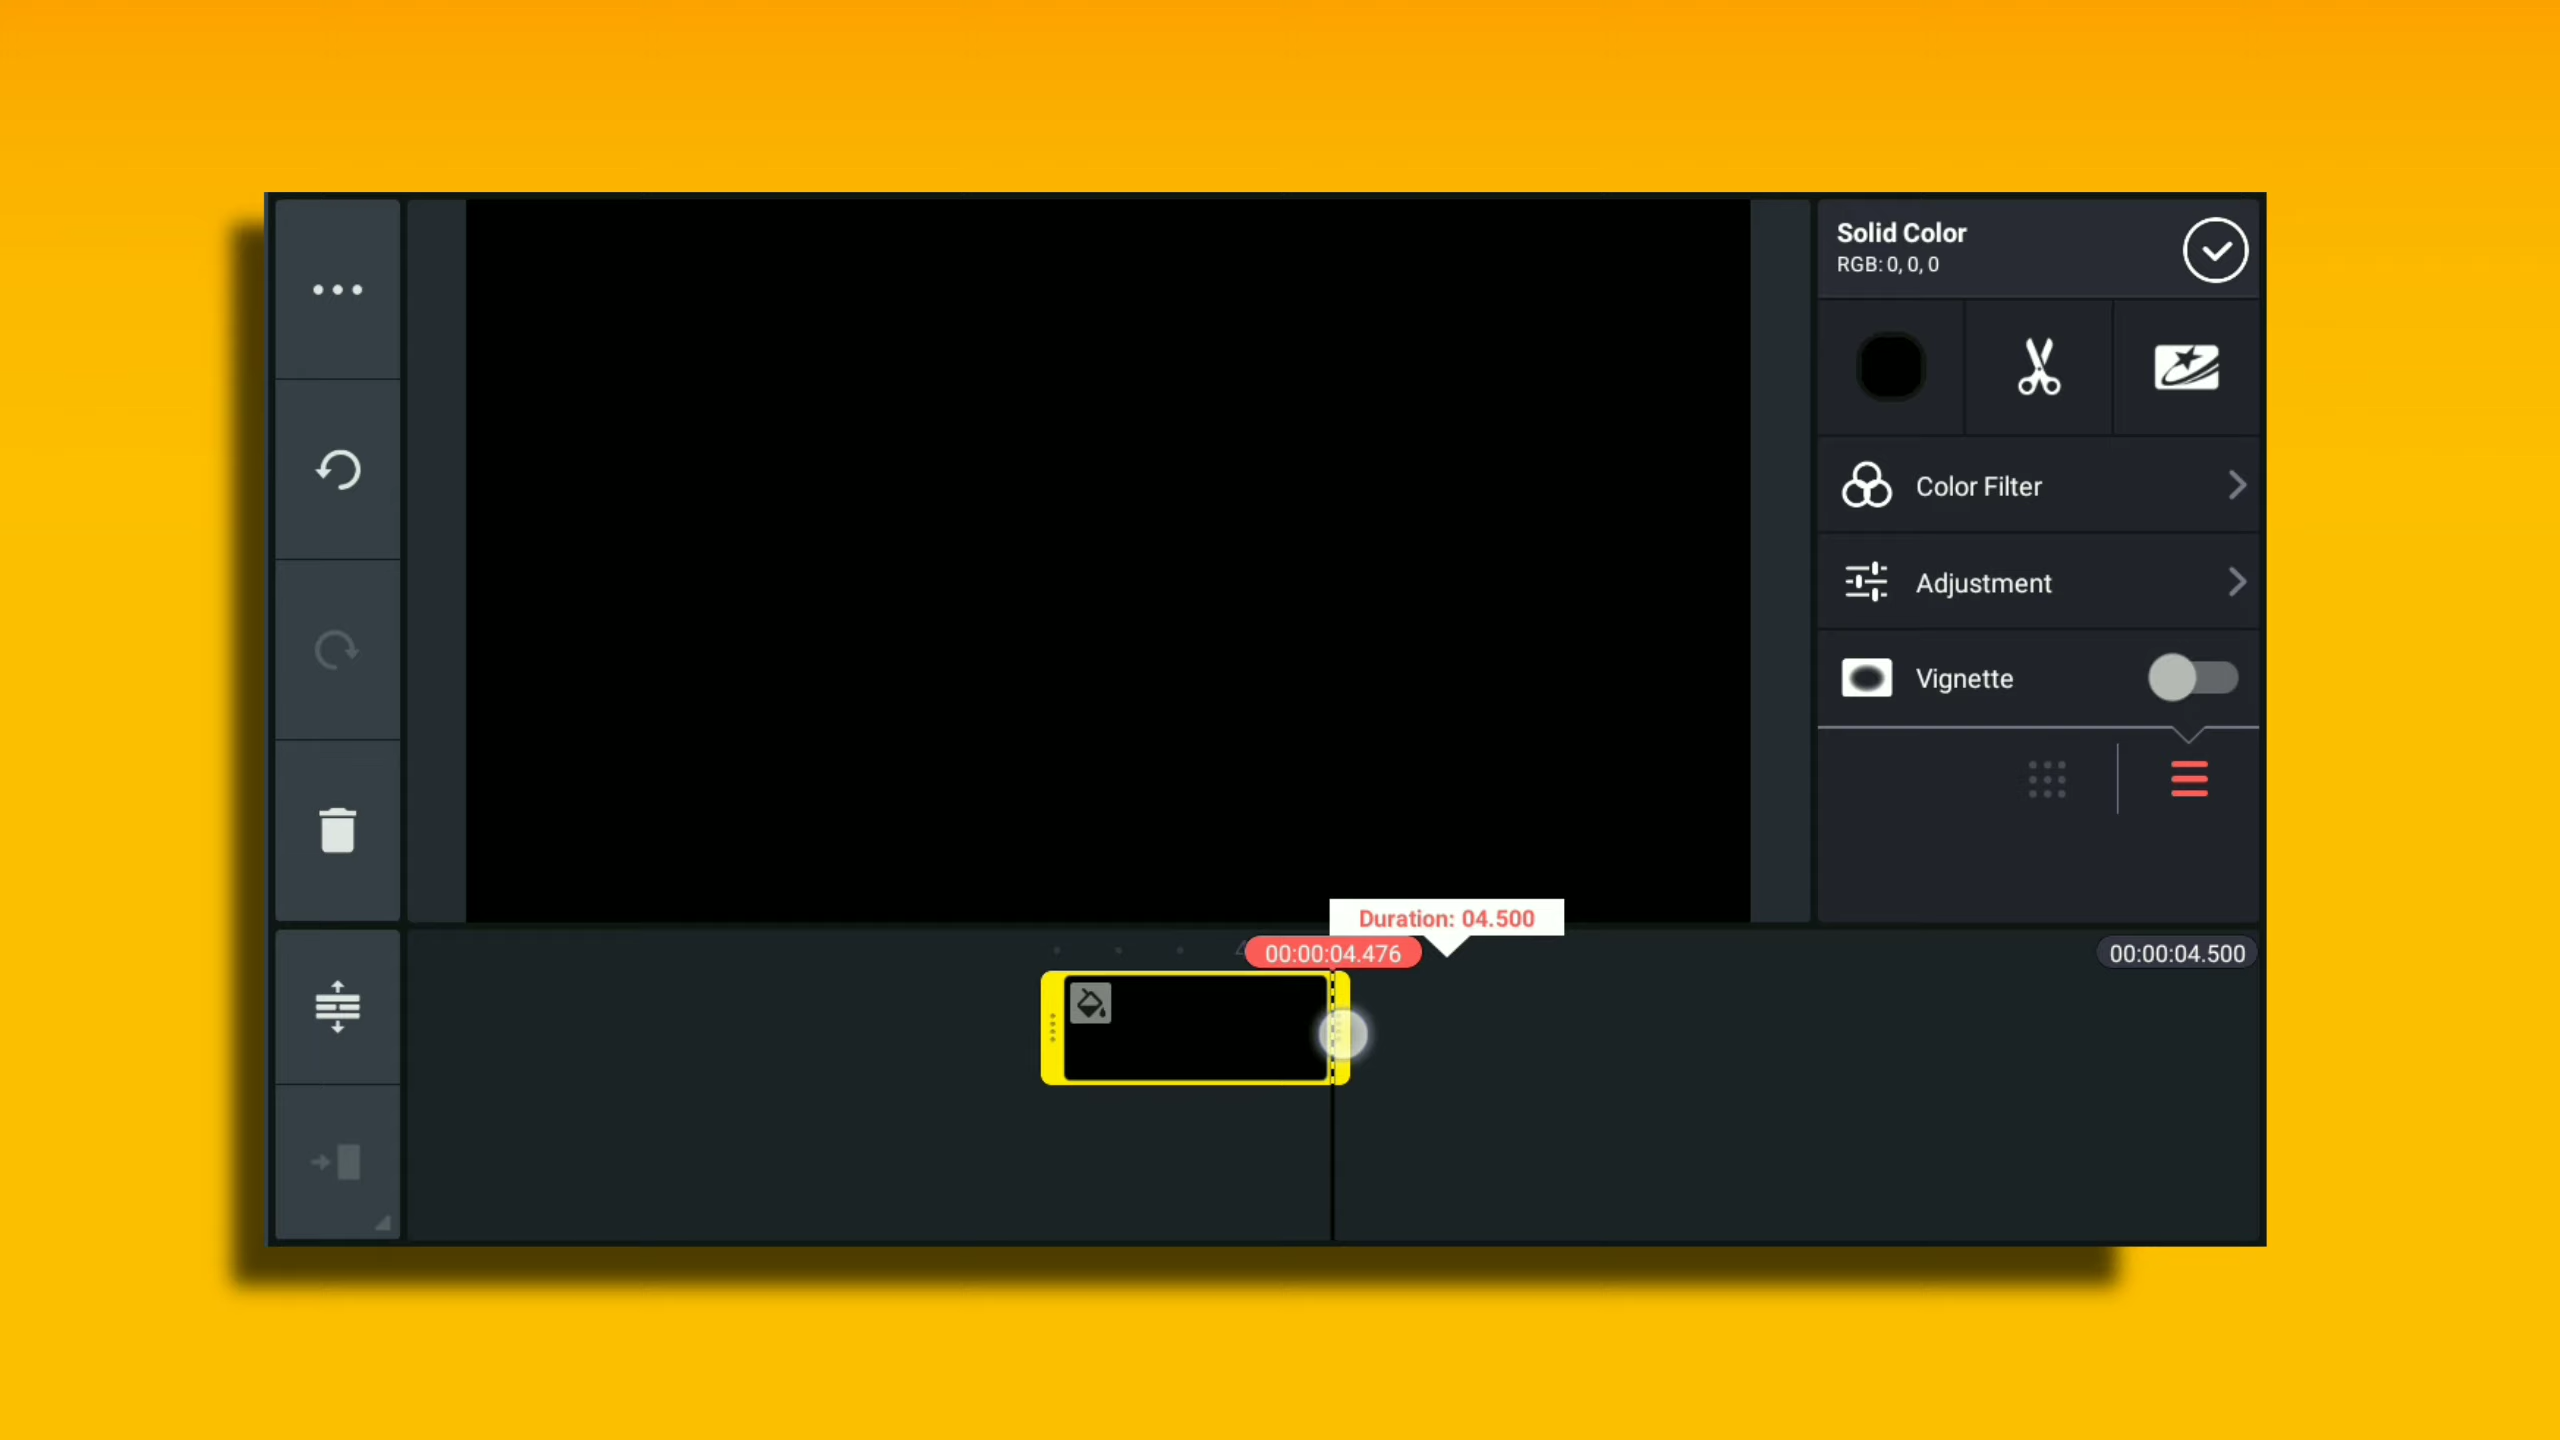 Solid Color
RGB: 0, 0, 0
Color Filter
Adjustment
Vignette
Duration: 04.500
00:00:04.476
00:00:04.500